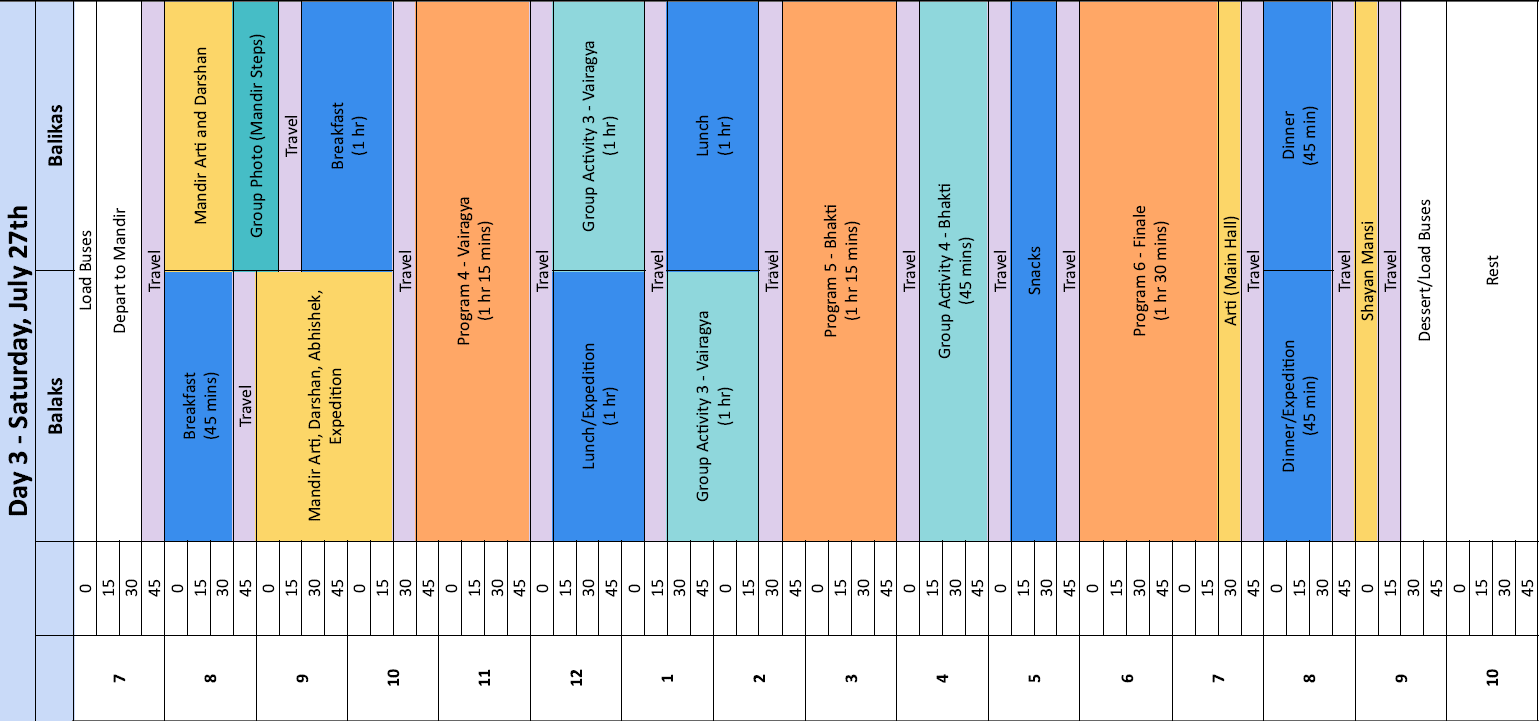 Day 3 - Saturday, July 27th
Balaks
Balaks
Balikas
7
0
15
30
45
Load Buses
Depart to Mandir
Travel
8
0
15
30
45
Breakfast
(45 mins)
Travel
Mandir Arti and Darshan
Group Photo (Mandir Steps)
9
0
15
30
45
Mandir Arti, Darshan, Abhishek,
Expedition
Travel
Breakfast
(1 hr)
10
0
15
30
45
Travel
Program 4 - Vairagya
(1 hr 15 mins)
11
0
15
30
45
12
0
15
30
45
Travel
Lunch/Expedition
(1 hr)
Group Activity 3 - Vairagya
(1 hr)
1
0
15
30
45
Travel
Group Activity 3 - Vairagya
(1 hr)
Lunch
(1 hr)
2
0
15
30
45
Travel
Program 5 - Bhakti
(1 hr 15 mins)
3
0
15
30
45
4
0
15
30
45
Travel
Group Activity 4 - Bhakti
(45 mins)
5
0
15
30
45
Travel
Snacks
Travel
6
0
15
30
45
Program 6 - Finale
(1 hr 30 mins)
7
0
15
30
45
Arti (Main Hall)
Travel
8
0
15
30
45
Dinner/Expedition
(45 min)
Dinner
(45 min)
Travel
9
0
15
30
45
Shayan Mansi
Travel
Dessert/Load Buses
10
0
15
30
45
Rest